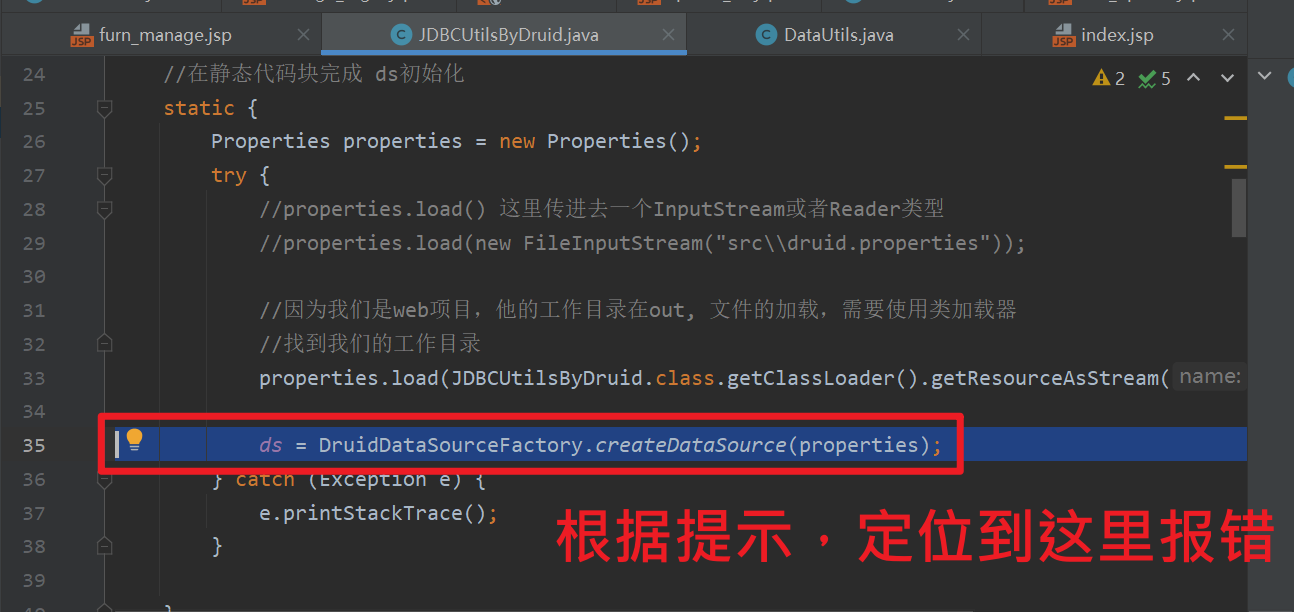 furn_manage.jsp
JDBCUtilsByDruid.java
DataUtils.java
index.jsp
24 //在静态代码块完成 ds初始化
2 5
25 static {
26 Properties properties = new Properties();
27 try {
28 //properties.load() 这里传进去一个InputStream或者Reader类型
29 //properties.load(new FileInputStream("src\\druid.properties"));
30
31 //因为我们是web项目，他的工作目录在out, 文件的加载，需要使用类加载器
32 //找到我们的工作目录
33 properties.load(JDBCUtilsByDruid.class.getClassLoader().getResourceAsStream( name:
34
35 ds = DruidDataSourceFactory.createDataSource(properties);
36 } catch (Exception e) {
37 e.printStackTrace();
38 }
39
根据提示，定位到这里报错